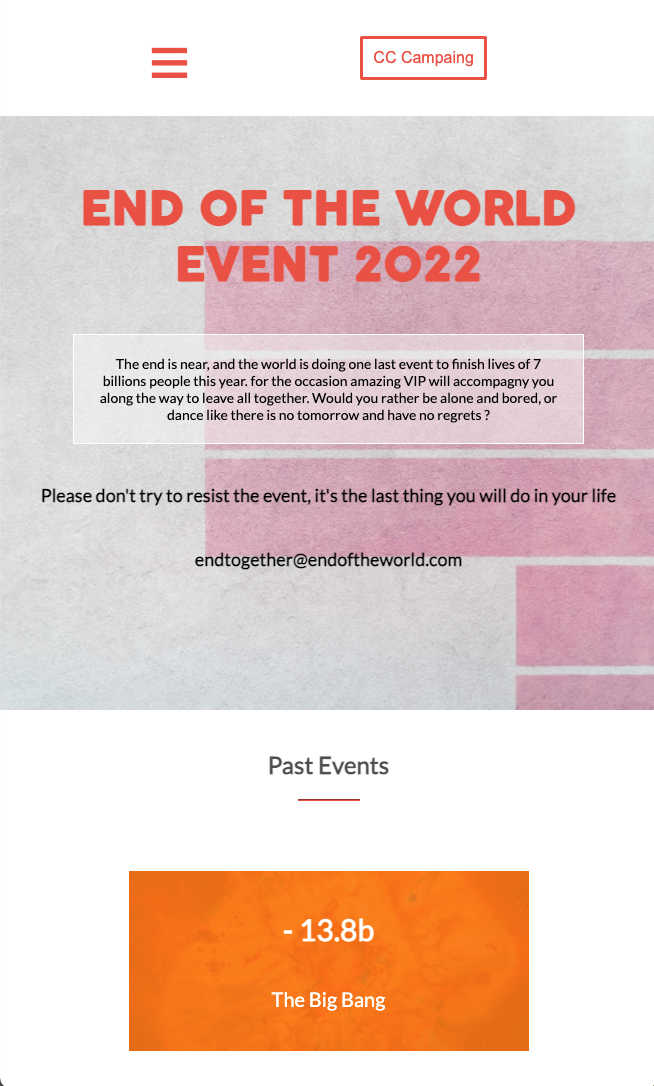 CC Campaing
END OF THE WORLD
EVENT 2022
The end is near, and the world is doing one last event to finish lives of 7
billions people this year. for the occasion amazing VIP will accompagny you
along the way to leave all together. Would you rather be alone and bored, or
dance like there is no tomorrow and have no regrets ?
Please don't try to resist the event, it's the last thing you will do in your life
endtogether@endoftheworld.com
Past Events
- 13.8b
The Big Bang